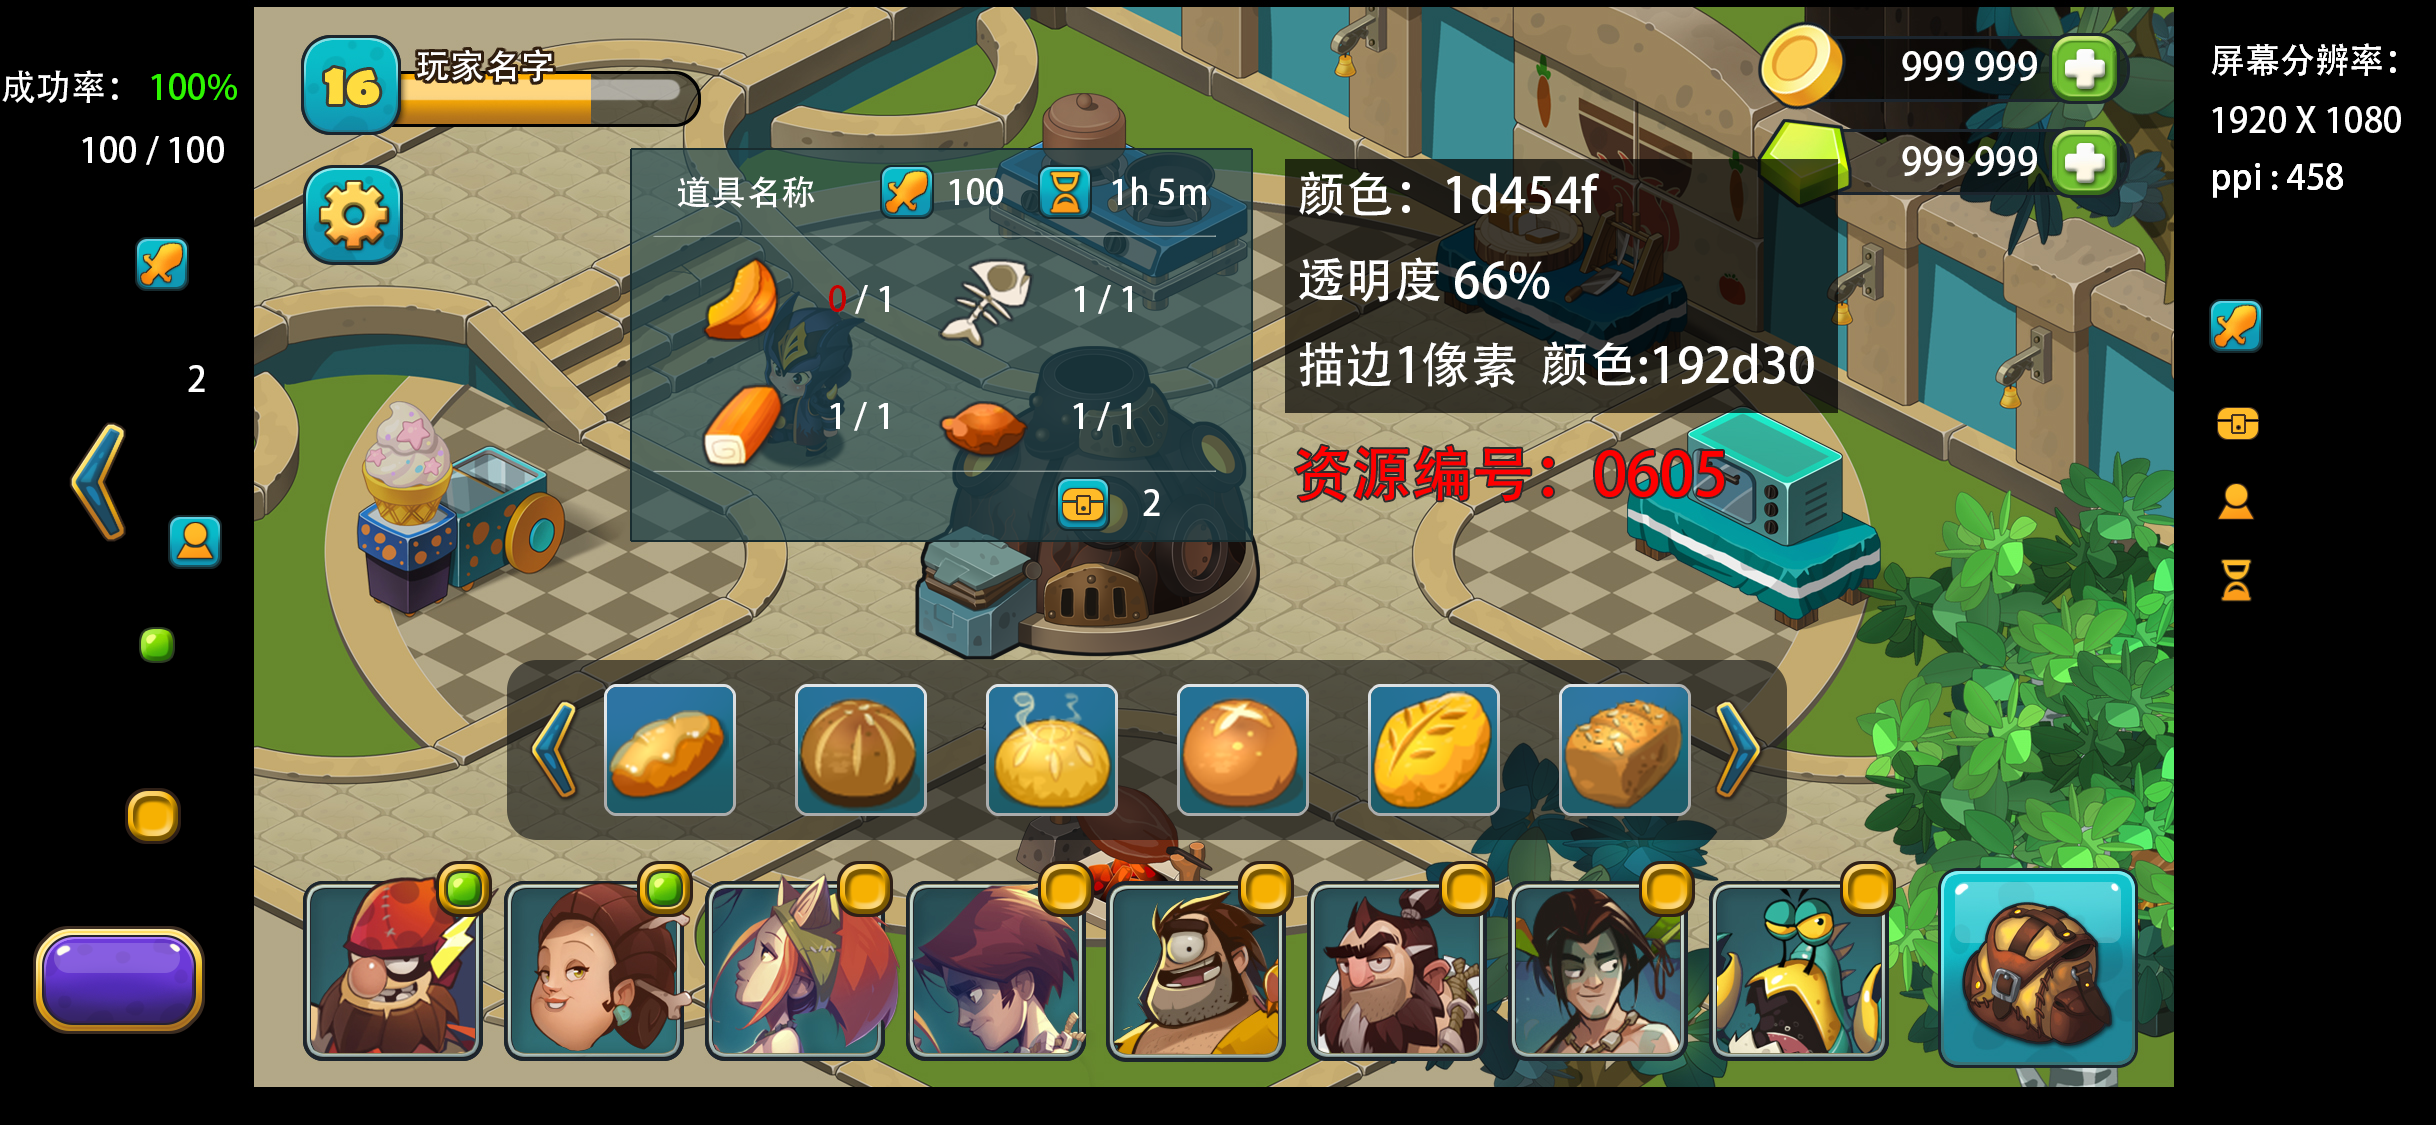 成功率： 100%
100 / 100
2
16
玩家名字
999 999
999 999
屏幕分辨率：
1920 X 1080
ppi : 458
道具名称 100 1h 5m
0 / 1 1 / 1
1 / 1 1 / 1
2
颜色：1d454f
透明度 66%
描边1像素 颜色:192d30
资源编号：0605